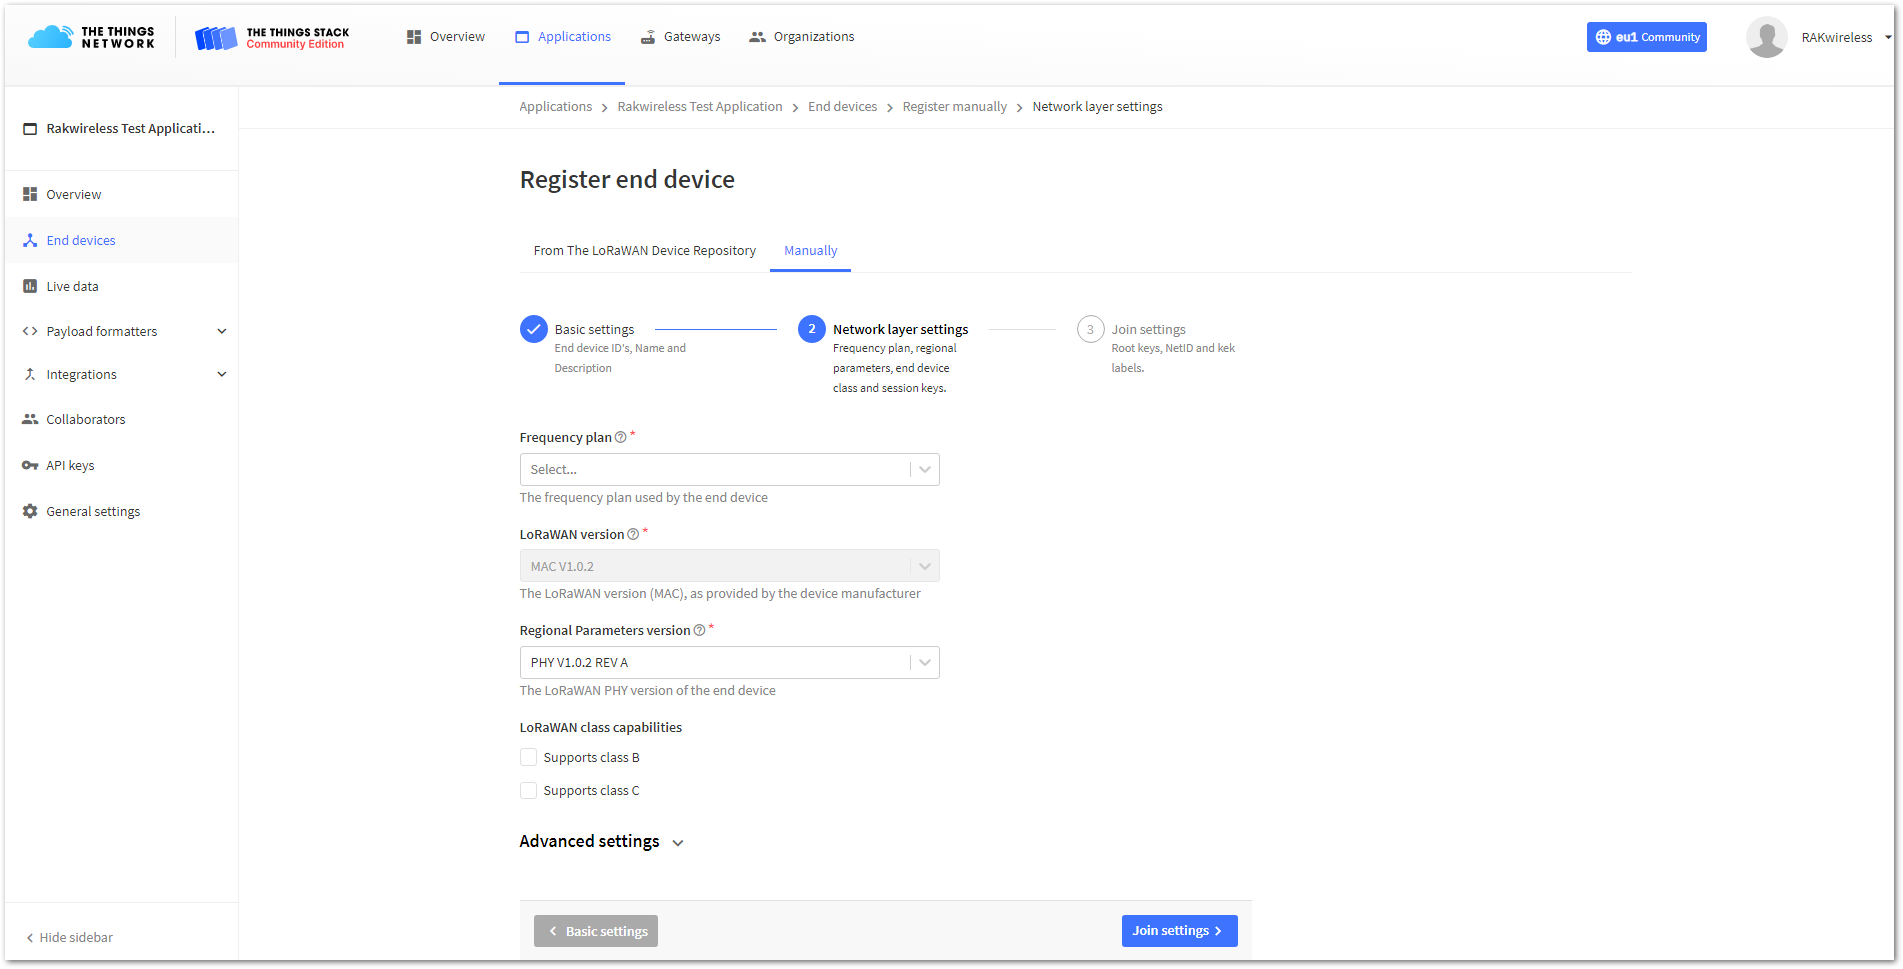 THE THINGS
NETWORK
THE THINGS STACK
Community Edition
Overview
Applications
Gateways
Organizations
eu1 Community
RAKwireless
Applications > Rakwireless Test Application > End devices > Register manually > Network layer settings
Rakwireless Test Applicati...
Overview
End devices
Live data
Payload formatters
Integrations
Collaborators
API keys
General settings
Hide sidebar
Register end device
From The LoRaWAN Device Repository
Manually
Basic settings
End device ID's, Name and
Description
2
Network layer settings
Frequency plan, regional
parameters, end device
class and session keys.
3
Join settings
Root keys, NetID and kek
labels.
Frequency plan ? *
Select...
The frequency plan used by the end device
LoRaWAN version ? *
MAC V1.0.2
The LoRaWAN version (MAC), as provided by the device manufacturer
Regional Parameters version ? *
PHY V1.0.2 REV A
The LoRaWAN PHY version of the end device
LoRaWAN class capabilities
Supports class B
Supports class C
Advanced settings
Basic settings
Join settings